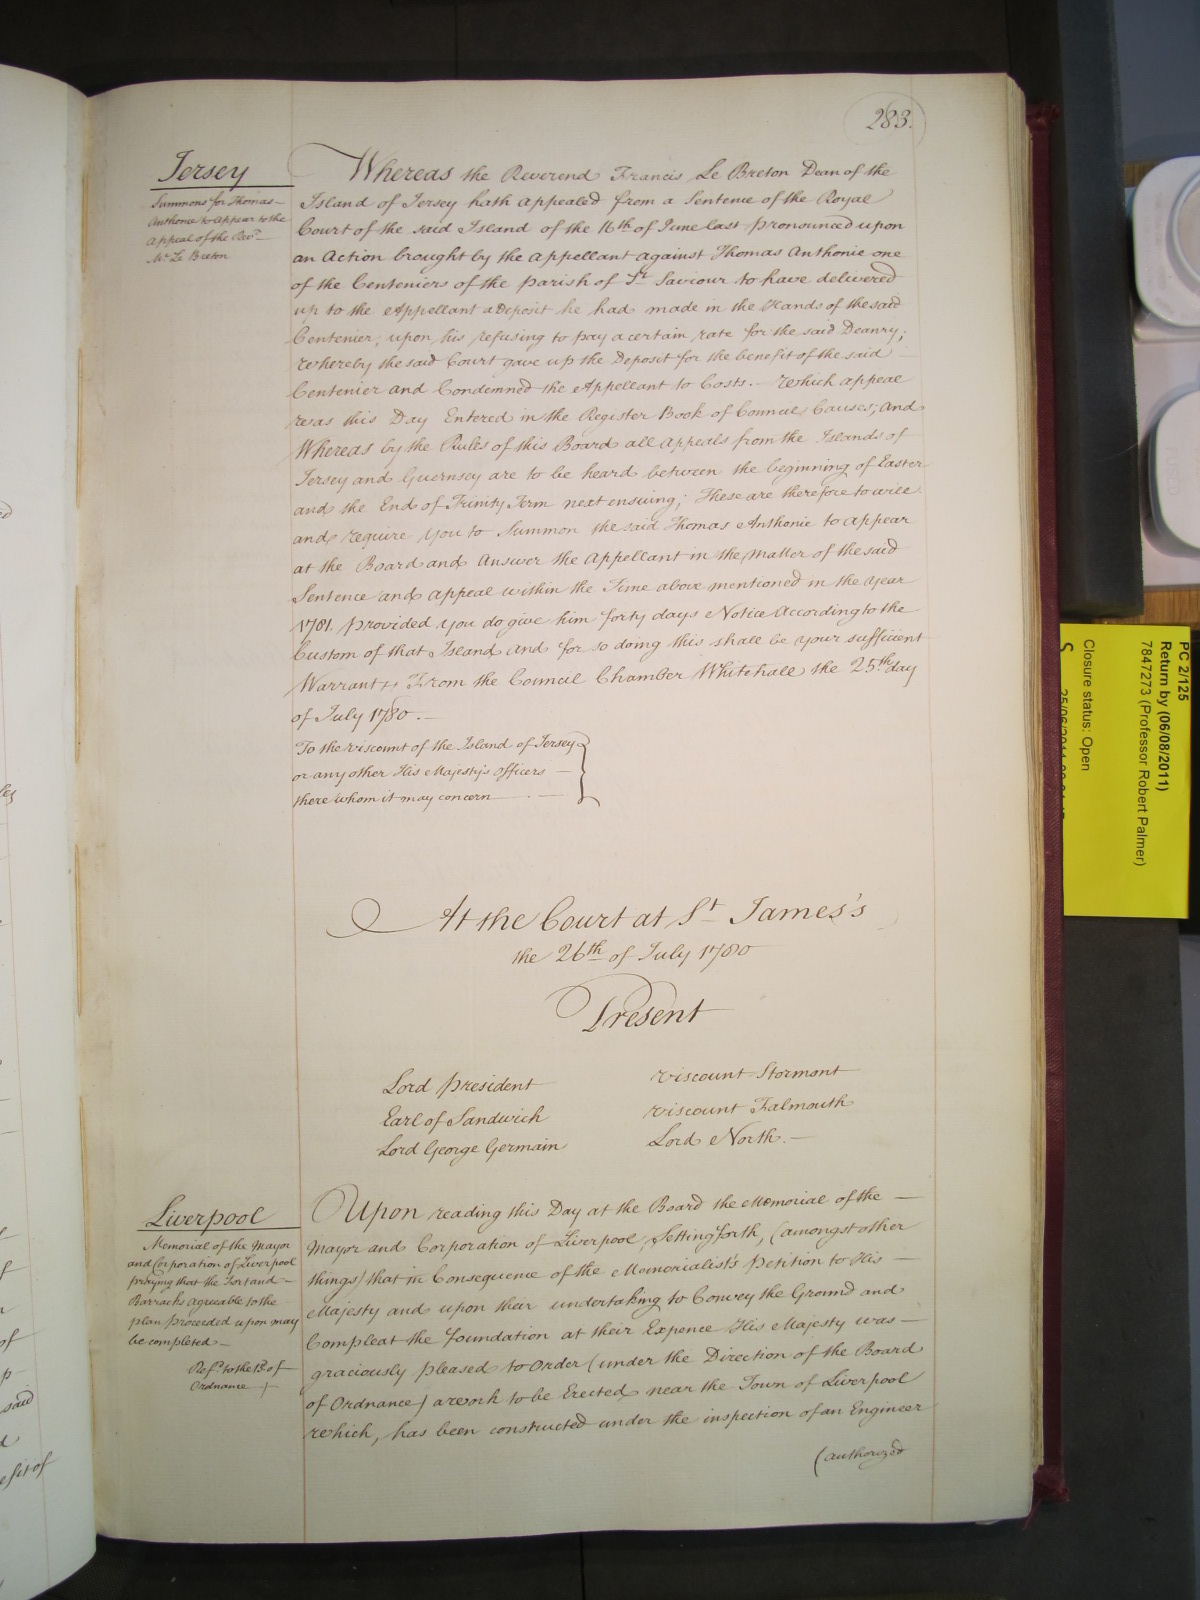 283.
Jersey
Summons for Thomas
Anthonie to Appear to the
Appeal of the Revd.
Mr. Le Breton
Whereas the Reverend Francis Le Breton Dean of the
Island of Jersey hath appealed from a Sentence of the Royal
Court of the said Island of the 16th of June last pronounced upon
an Action brought by the Appellant against Thomas Anthonie one
of the Centeniers of the parish of St. Saviour to have delivered
up to the Appellant a Deposit he had made in the Hands of the said
Centenier, upon his refusing to pay a certain rate for the said Deanry;
whereby the said Court gave up the Deposit for the benefit of the said
Centenier and Condemned the Appellant to Costs. — Which appeal
was this Day Entered in the Register Book of Council Causes; And
Whereas by the Rules of this Board all Appeals from the Islands of
Jersey and Guernsey are to be heard between the beginning of Easter
and the End of Trinity Term next ensuing; These are therefore to will
and require You to Summon the said Thomas Anthonie to Appear
at the Board and Answer the Appellant in the Matter of the said
Sentence and appeal within the Time above mentioned in the Year
1781. provided you do give him forty days Notice According to the
Custom of that Island and for so doing this shall be your sufficient
Warrant. From the Council Chamber Whitehall the 25th. day
of July 1780. —
To the Viscount of the Island of Jersey
or any other His Majesty's Officers —
there whom it may concern —
At the Court at St. James's
the 26th of July 1780
Present
Lord President
Viscount Stormont
Earl of Sandwich
Viscount Falmouth
Lord George Germain
Lord North. —
Liverpool
Memorial of the Mayor
and Corporation of Liverpool
praying that the Fort and —
Barracks agreeable to the
plan proceeded upon may
be completed —
Refd. to the Bd. of
Ordnance
Upon reading this Day at the Board the Memorial of the —
Mayor and Corporation of Liverpool, Setting forth, (amongst other
things) that in Consequence of the Memorialist's Petition to His —
Majesty and upon their undertaking to Convey the Ground and
Compleat the foundation at their Expence His Majesty was —
graciously pleased to Order (under the Direction of the Board
of Ordnance) a work to be Erected near the Town of Liverpool
which, has been constructed under the inspection of an Engineer
(authorized
PC 2/125
Return by (06/08/2011)
7847273 (Professor Robert Palmer)
Closure status: Open